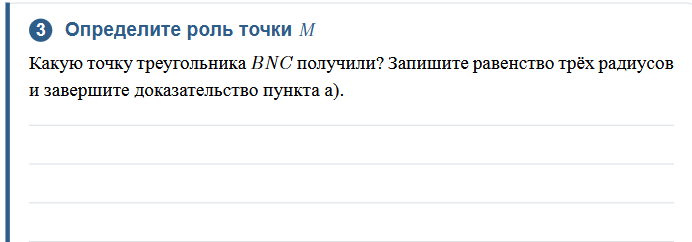 3 Определите роль точки M
Какую точку треугольника BNC получили? Запишите равенство трёх радиусов
и завершите доказательство пункта а).